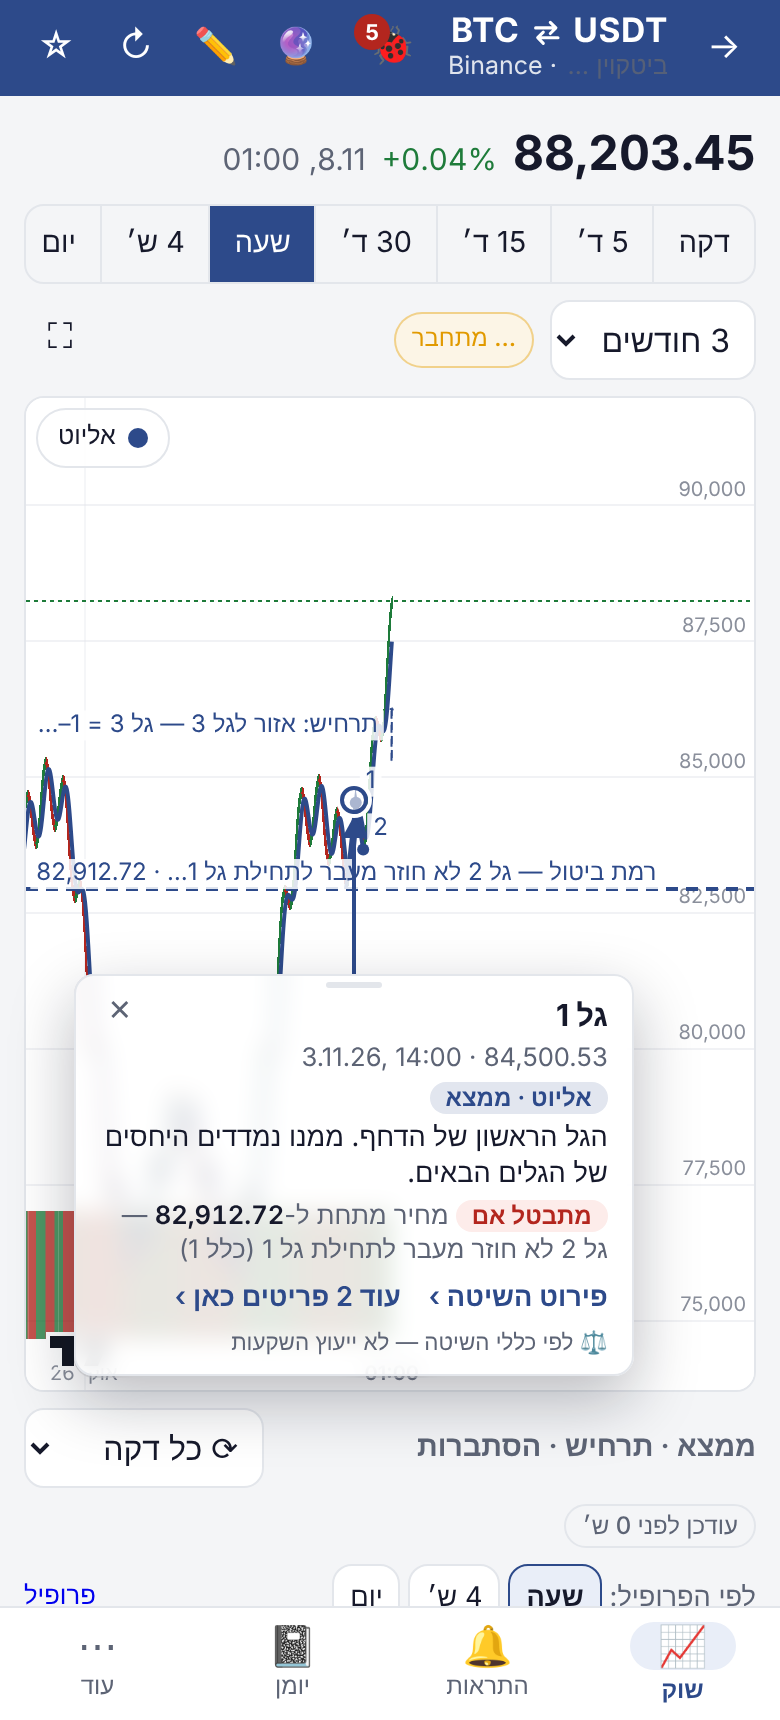 BTC ⇄ USDT
Binance · ביטקוין ...
5
88,203.45 +0.04% 8.11, 01:00
דקה
5 ד׳
15 ד׳
30 ד׳
שעה
4 ש׳
יום
3 חודשים
מתחבר ...
אליוט
90,000
87,500
תרחיש: אזור לגל 3 — גל 3 = 1–...
85,000
1
2
רמת ביטול — גל 2 לא חוזר מעבר לתחילת גל 1... · 82,912.72
82,500
80,000
77,500
75,000
גל 1
3.11.26, 14:00 · 84,500.53
אליוט · ממצא
הגל הראשון של הדחף. ממנו נמדדים היחסים
של הגלים הבאים.
מתבטל אם מחיר מתחת ל-82,912.72 —
גל 2 לא חוזר מעבר לתחילת גל 1 (כלל 1)
פירוט השיטה ›
עוד 2 פריטים כאן ›
⚖️ לפי כללי השיטה — לא ייעוץ השקעות
אוק׳ 26
01:00
ממצא · תרחיש · הסתברות
⟳ כל דקה
עודכן לפני 0 ש׳
לפי הפרופיל:
שעה
4 ש׳
יום
פרופיל
שוק
התראות
יומן
עוד